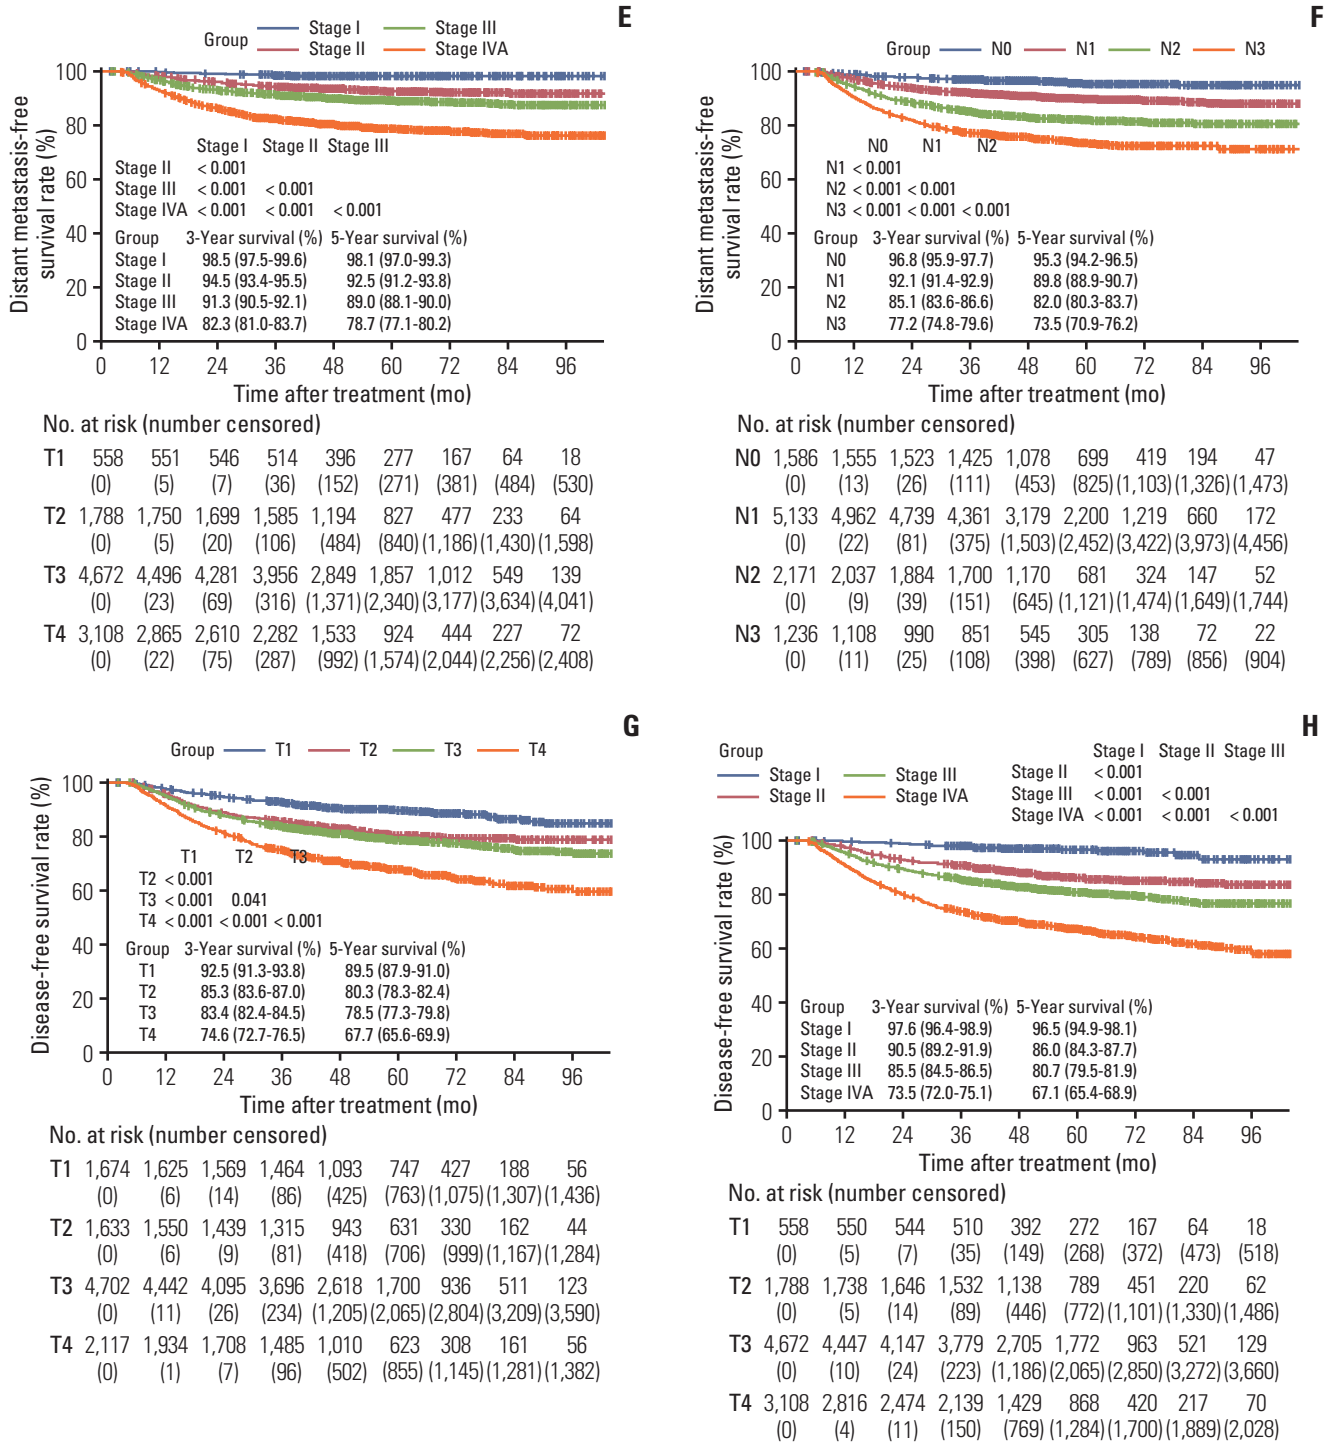 E
Group Stage I Stage III
Stage II Stage IVA
Distant metastasis-free
survival rate (%)
100
80
60
40
20
0
Stage I Stage II Stage III
Stage II < 0.001
Stage III < 0.001 < 0.001
Stage IVA < 0.001 < 0.001 < 0.001
Group 3-Year survival (%) 5-Year survival (%)
Stage I 98.5 (97.5-99.6) 98.1 (97.0-99.3)
Stage II 94.5 (93.4-95.5) 92.5 (91.2-93.8)
Stage III 91.3 (90.5-92.1) 89.0 (88.1-90.0)
Stage IVA 82.3 (81.0-83.7) 78.7 (77.1-80.2)
0 12 24 36 48 60 72 84 96
Time after treatment (mo)
No. at risk (number censored)
T1 558 551 546 514 396 277 167 64 18
(0) (5) (7) (36) (152) (271) (381) (484) (530)
T2 1,788 1,750 1,699 1,585 1,194 827 477 233 64
(0) (5) (20) (106) (484) (840) (1,186) (1,430) (1,598)
T3 4,672 4,496 4,281 3,956 2,849 1,857 1,012 549 139
(0) (23) (69) (316) (1,371) (2,340) (3,177) (3,634) (4,041)
T4 3,108 2,865 2,610 2,282 1,533 924 444 227 72
(0) (22) (75) (287) (992) (1,574) (2,044) (2,256) (2,408)
F
Group N0 N1 N2 N3
Distant metastasis-free
survival rate (%)
100
80
60
40
20
0
N0 N1 N2
N1 < 0.001
N2 < 0.001 < 0.001
N3 < 0.001 < 0.001 < 0.001
Group 3-Year survival (%) 5-Year survival (%)
N0 96.8 (95.9-97.7) 95.3 (94.2-96.5)
N1 92.1 (91.4-92.9) 89.8 (88.9-90.7)
N2 85.1 (83.6-86.6) 82.0 (80.3-83.7)
N3 77.2 (74.8-79.6) 73.5 (70.9-76.2)
0 12 24 36 48 60 72 84 96
Time after treatment (mo)
No. at risk (number censored)
N0 1,586 1,555 1,523 1,425 1,078 699 419 194 47
(0) (13) (26) (111) (453) (825) (1,103) (1,326) (1,473)
N1 5,133 4,962 4,739 4,361 3,179 2,200 1,219 660 172
(0) (22) (81) (375) (1,503) (2,452) (3,422) (3,973) (4,456)
N2 2,171 2,037 1,884 1,700 1,170 681 324 147 52
(0) (9) (39) (151) (645) (1,121) (1,474) (1,649) (1,744)
N3 1,236 1,108 990 851 545 305 138 72 22
(0) (11) (25) (108) (398) (627) (789) (856) (904)
G
Group T1 T2 T3 T4
Disease-free survival rate (%)
100
80
60
40
20
0
T1 T2 T3
T2 < 0.001
T3 < 0.001 0.041
T4 < 0.001 < 0.001 < 0.001
Group 3-Year survival (%) 5-Year survival (%)
T1 92.5 (91.3-93.8) 89.5 (87.9-91.0)
T2 85.3 (83.6-87.0) 80.3 (78.3-82.4)
T3 83.4 (82.4-84.5) 78.5 (77.3-79.8)
T4 74.6 (72.7-76.5) 67.7 (65.6-69.9)
0 12 24 36 48 60 72 84 96
Time after treatment (mo)
No. at risk (number censored)
T1 1,674 1,625 1,569 1,464 1,093 747 427 188 56
(0) (6) (14) (86) (425) (763) (1,075) (1,307) (1,436)
T2 1,633 1,550 1,439 1,315 943 631 330 162 44
(0) (6) (9) (81) (418) (706) (999) (1,167) (1,284)
T3 4,702 4,442 4,095 3,696 2,618 1,700 936 511 123
(0) (11) (26) (234) (1,205) (2,065) (2,804) (3,209) (3,590)
T4 2,117 1,934 1,708 1,485 1,010 623 308 161 56
(0) (1) (7) (96) (502) (855) (1,145) (1,281) (1,382)
H
Group
Stage I Stage III
Stage II Stage IVA
Stage I Stage II Stage III
Stage II < 0.001
Stage III < 0.001 < 0.001
Stage IVA < 0.001 < 0.001 < 0.001
Disease-free survival rate (%)
100
80
60
40
20
0
Group 3-Year survival (%) 5-Year survival (%)
Stage I 97.6 (96.4-98.9) 96.5 (94.9-98.1)
Stage II 90.5 (89.2-91.9) 86.0 (84.3-87.7)
Stage III 85.5 (84.5-86.5) 80.7 (79.5-81.9)
Stage IVA 73.5 (72.0-75.1) 67.1 (65.4-68.9)
0 12 24 36 48 60 72 84 96
Time after treatment (mo)
No. at risk (number censored)
T1 558 550 544 510 392 272 167 64 18
(0) (5) (7) (35) (149) (268) (372) (473) (518)
T2 1,788 1,738 1,646 1,532 1,138 789 451 220 62
(0) (5) (14) (89) (446) (772) (1,101) (1,330) (1,486)
T3 4,672 4,447 4,147 3,779 2,705 1,772 963 521 129
(0) (10) (24) (223) (1,186) (2,065) (2,850) (3,272) (3,660)
T4 3,108 2,816 2,474 2,139 1,429 868 420 217 70
(0) (4) (11) (150) (769) (1,284) (1,700) (1,889) (2,028)